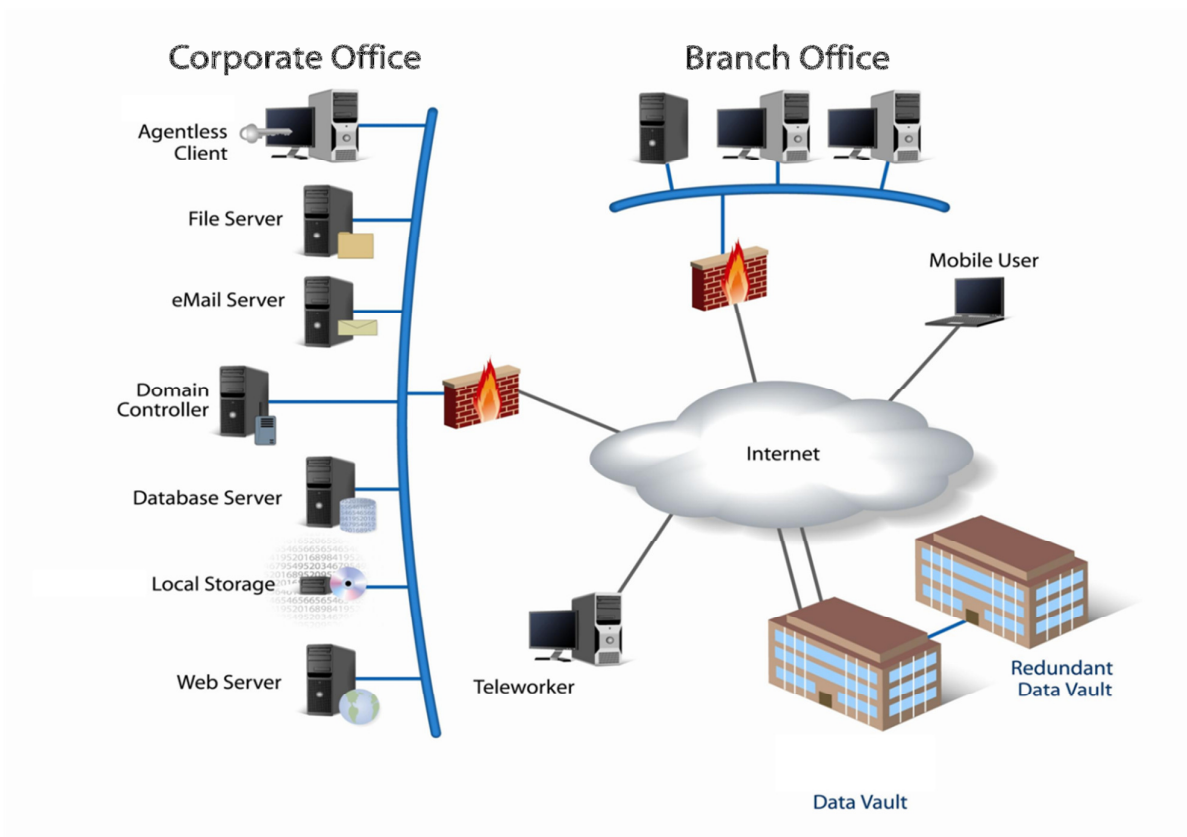 Corporate Office
Branch Office
Agentless
Client
File Server
eMail Server
Domain
Controller
Database Server
Local Storage
Web Server
Mobile User
Internet
Teleworker
Redundant
Data Vault
Data Vault